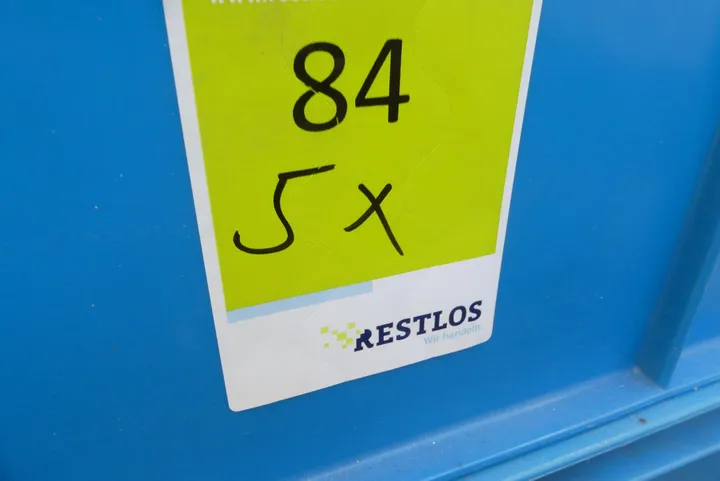 84
5x
RESTLOS
Wir handeln.